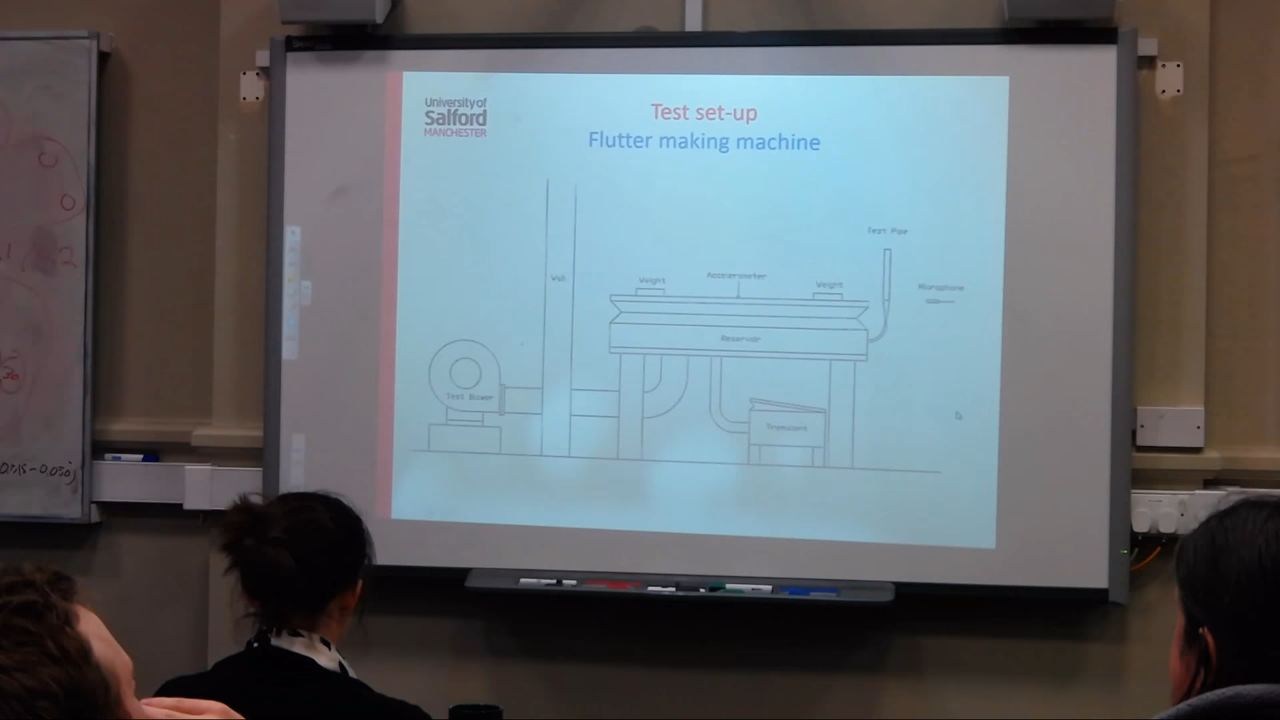 University of
Salford
MANCHESTER
Test set-up
Flutter making machine
Test Pipe
Wall
Weight
Accelerometer
Weight
Microphone
Reservoir
Test Blower
Tremulant